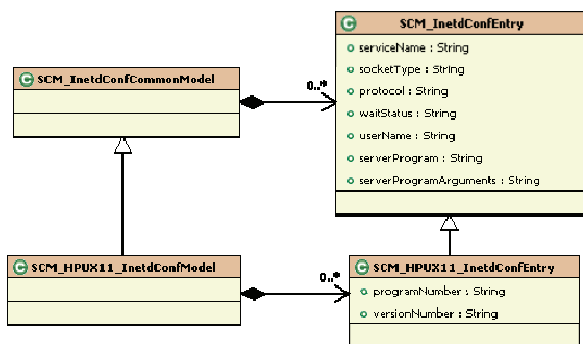 SCM_InetdConfEntry
serviceName : String
socketType : String
protocol : String
waitStatus : String
userName : String
serverProgram : String
serverProgramArguments : String
SCM_InetdConfCommonModel
0..*
SCM_HPUX11_InetdConfModel
0..*
SCM_HPUX11_InetdConfEntry
programNumber : String
versionNumber : String